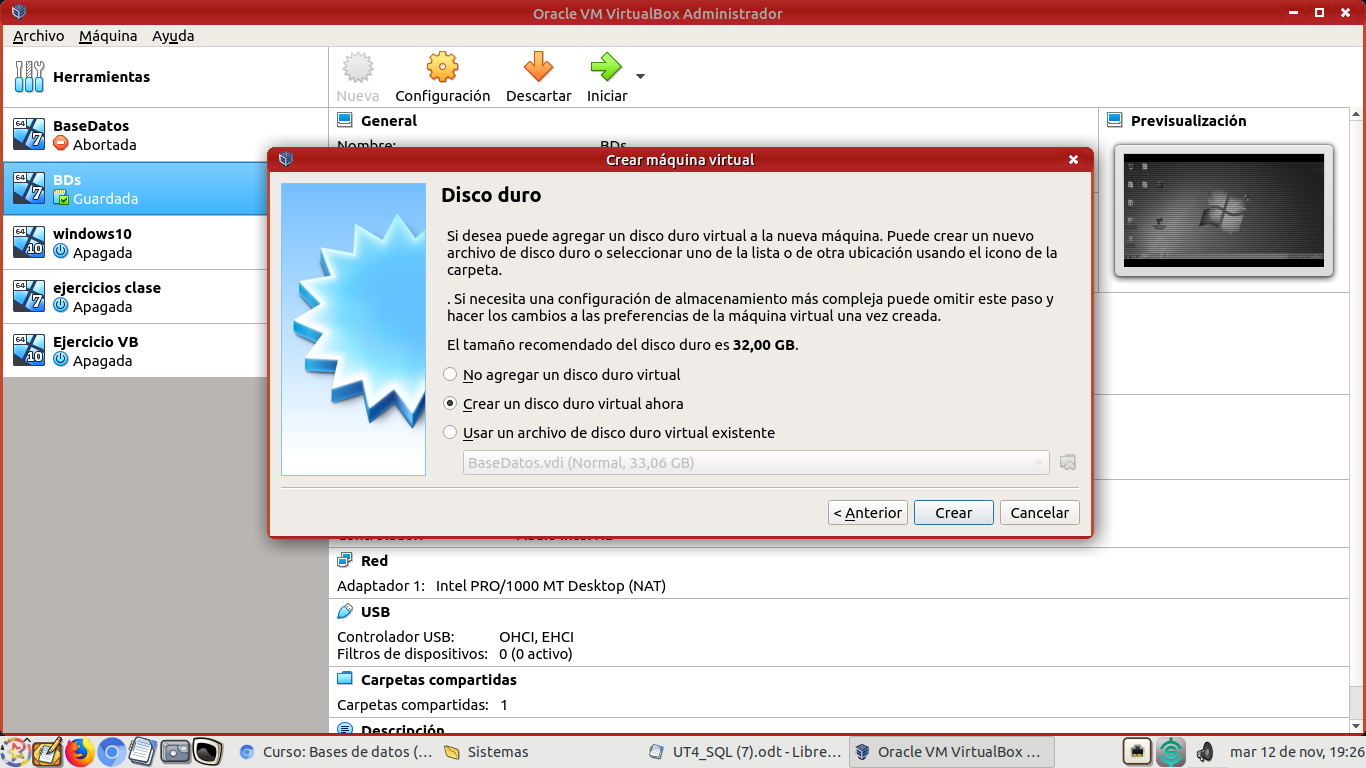 Oracle VM VirtualBox Administrador
Archivo Máquina Ayuda
Herramientas
Nueva Configuración Descartar Iniciar
BaseDatos
Abortada
BDs
Guardada
windows10
Apagada
ejercicios clase
Apagada
Ejercicio VB
Apagada
General
Nombre: BDs
Previsualización
Crear máquina virtual
Disco duro
Si desea puede agregar un disco duro virtual a la nueva máquina. Puede crear un nuevo
archivo de disco duro o seleccionar uno de la lista o de otra ubicación usando el icono de la
carpeta.
. Si necesita una configuración de almacenamiento más compleja puede omitir este paso y
hacer los cambios a las preferencias de la máquina virtual una vez creada.
El tamaño recomendado del disco duro es 32,00 GB.
No agregar un disco duro virtual
Crear un disco duro virtual ahora
Usar un archivo de disco duro virtual existente
BaseDatos.vdi (Normal, 33,06 GB)
< Anterior Crear Cancelar
Red
Adaptador 1: Intel PRO/1000 MT Desktop (NAT)
USB
Controlador USB: OHCI, EHCI
Filtros de dispositivos: 0 (0 activo)
Carpetas compartidas
Carpetas compartidas: 1
Descripción
Curso: Bases de datos (... Sistemas UT4_SQL (7).odt - Libre... Oracle VM VirtualBox ... mar 12 de nov, 19:26